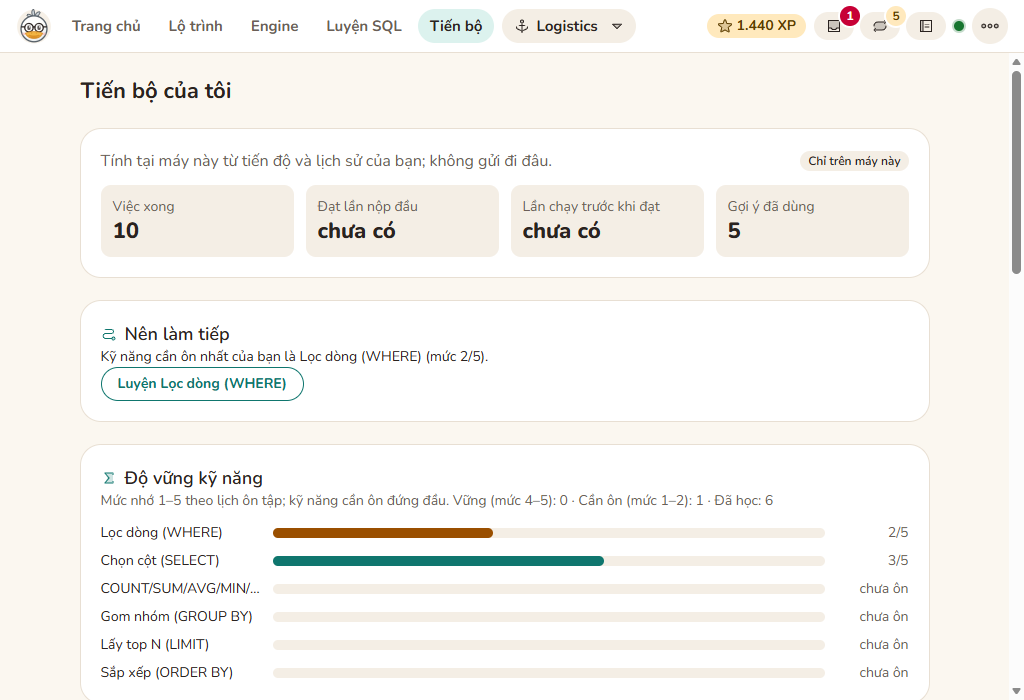 Trang chủ
Lộ trình
Engine
Luyện SQL
Tiến bộ
Logistics
1.440 XP
1
5
Tiến bộ của tôi
Tính tại máy này từ tiến độ và lịch sử của bạn; không gửi đi đâu.
Chỉ trên máy này
Việc xong
10
Đạt lần nộp đầu
chưa có
Lần chạy trước khi đạt
chưa có
Gợi ý đã dùng
5
Nên làm tiếp
Kỹ năng cần ôn nhất của bạn là Lọc dòng (WHERE) (mức 2/5).
Luyện Lọc dòng (WHERE)
Độ vững kỹ năng
Mức nhớ 1–5 theo lịch ôn tập; kỹ năng cần ôn đứng đầu. Vững (mức 4–5): 0 · Cần ôn (mức 1–2): 1 · Đã học: 6
Lọc dòng (WHERE) 2/5
Chọn cột (SELECT) 3/5
COUNT/SUM/AVG/MIN/... chưa ôn
Gom nhóm (GROUP BY) chưa ôn
Lấy top N (LIMIT) chưa ôn
Sắp xếp (ORDER BY) chưa ôn